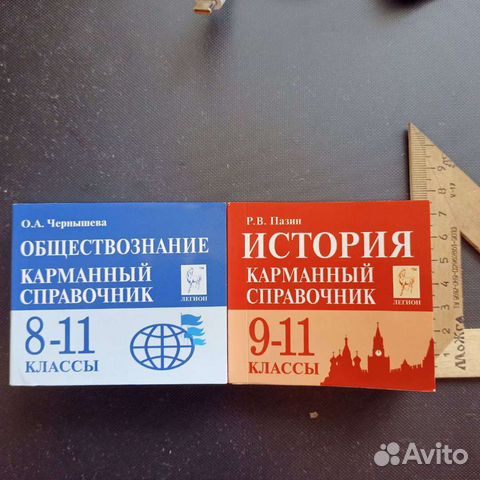 О.А. Чернышева
ОБЩЕСТВОЗНАНИЕ
КАРМАННЫЙ
СПРАВОЧНИК
ЛЕГИОН
8-11
КЛАССЫ
Р.В. Пазин
ИСТОРИЯ
КАРМАННЫЙ
СПРАВОЧНИК
ЛЕГИОН
9-11
КЛАССЫ
Avito